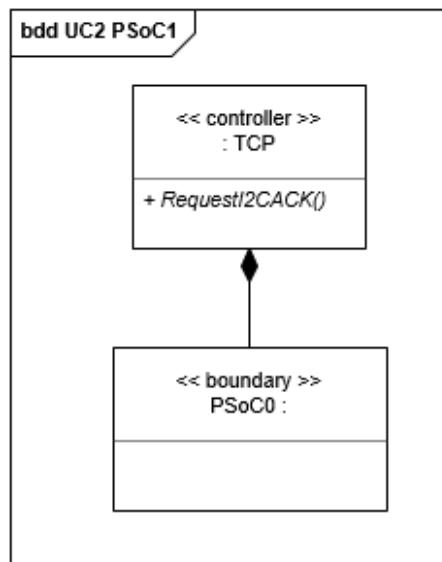 bdd UC2 PSoC1
<< controller >>
: TCP
+ RequestI2CACK()
<< boundary >>
PSoC0 :